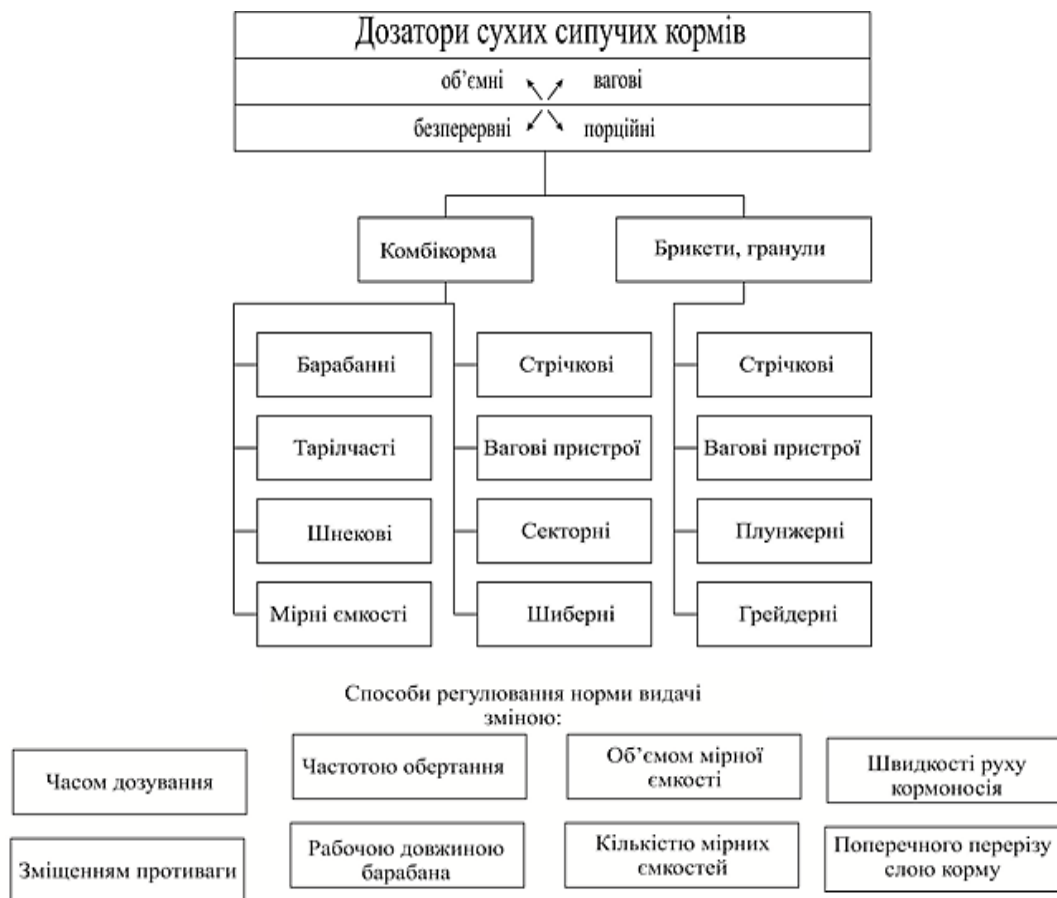 Дозатори сухих сипучих кормів
об’ємні вагові
безперервні порційні
Комбікорма
Брикети, гранули
Барабанні
Стрічкові
Стрічкові
Тарілчасті
Вагові пристрої
Вагові пристрої
Шнекові
Секторні
Плунжерні
Мірні ємкості
Шиберні
Грейдерні
Способи регулювання норми видачі
зміною:
Часом дозування
Частотою обертання
Об’ємом мірної
ємкості
Швидкості руху
кормоносія
Зміщенням противаги
Рабочою довжиною
барабана
Кількістю мірних
ємкостей
Поперечного перерізу
слою корму